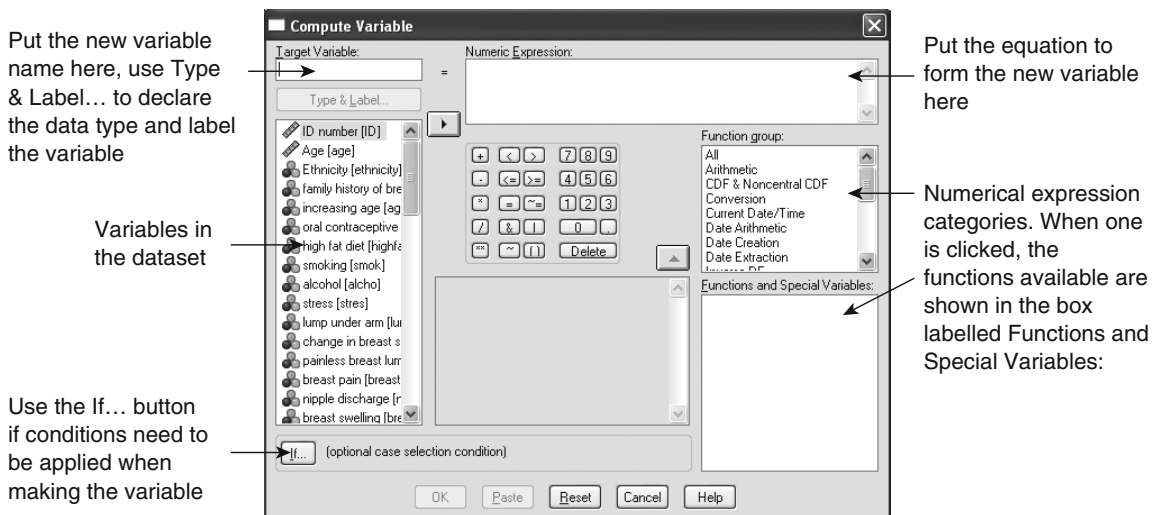 Put the new variable
name here, use Type
& Label… to declare
the data type and label
the variable
Variables in
the dataset
Use the If… button
if conditions need to
be applied when
making the variable
Compute Variable
Target Variable:
=
Type & Label...
ID number [ID]
Age [age]
Ethnicity [ethnicity]
family history of bre
increasing age [ag
oral contraceptive
high fat diet [highfa
smoking [smok]
alcohol [alcho]
stress [stres]
lump under arm [lu
change in breast s
painless breast lum
breast pain [breast
nipple discharge [n
breast swelling [bre
Numeric Expression:
+ < > 7 8 9
- <= >= 4 5 6
* = ~= 1 2 3
/ & | 0 .
** ~ () Delete
Function group:
All
Arithmetic
CDF & Noncentral CDF
Conversion
Current Date/Time
Date Arithmetic
Date Creation
Date Extraction
Inverse DF
Functions and Special Variables:
If... (optional case selection condition)
OK Paste Reset Cancel Help
Put the equation to
form the new variable
here
Numerical expression
categories. When one
is clicked, the
functions available are
shown in the box
labelled Functions and
Special Variables: